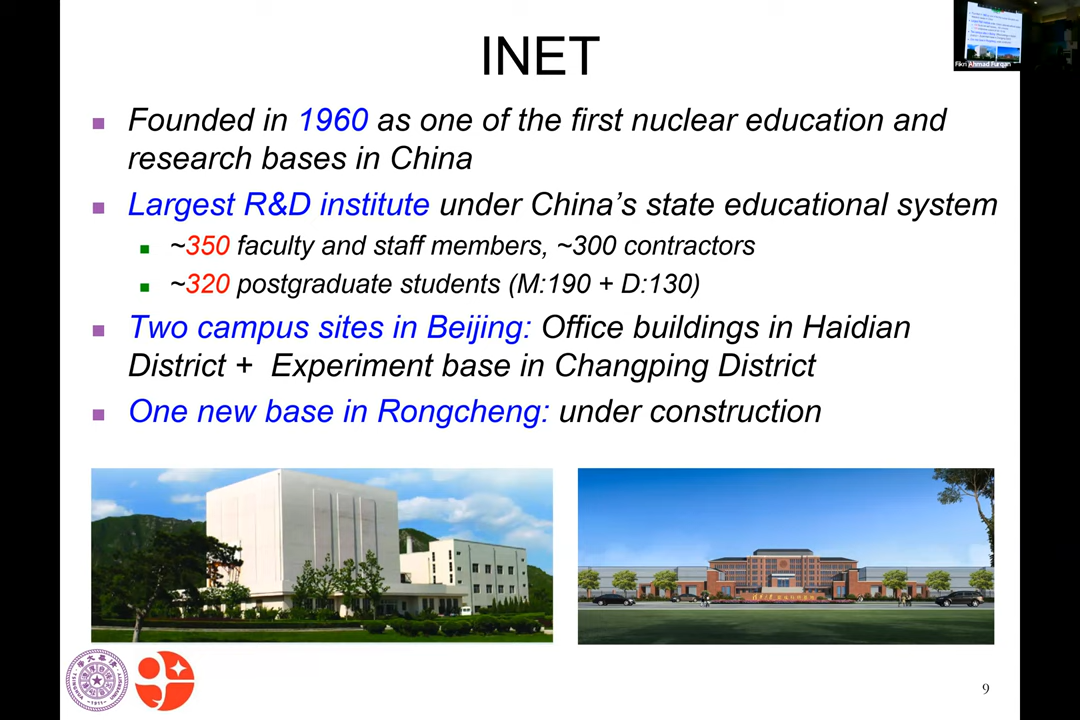 INET
Founded in 1960 as one of the first nuclear education and
research bases in China
Largest R&D institute under China's state educational system
~350 faculty and staff members, ~300 contractors
~320 postgraduate students (M:190 + D:130)
Two campus sites in Beijing: Office buildings in Haidian
District + Experiment base in Changping District
One new base in Rongcheng: under construction
Fikri Ahmad Furqan
TSINGHUA UNIVERSITY
1911
9